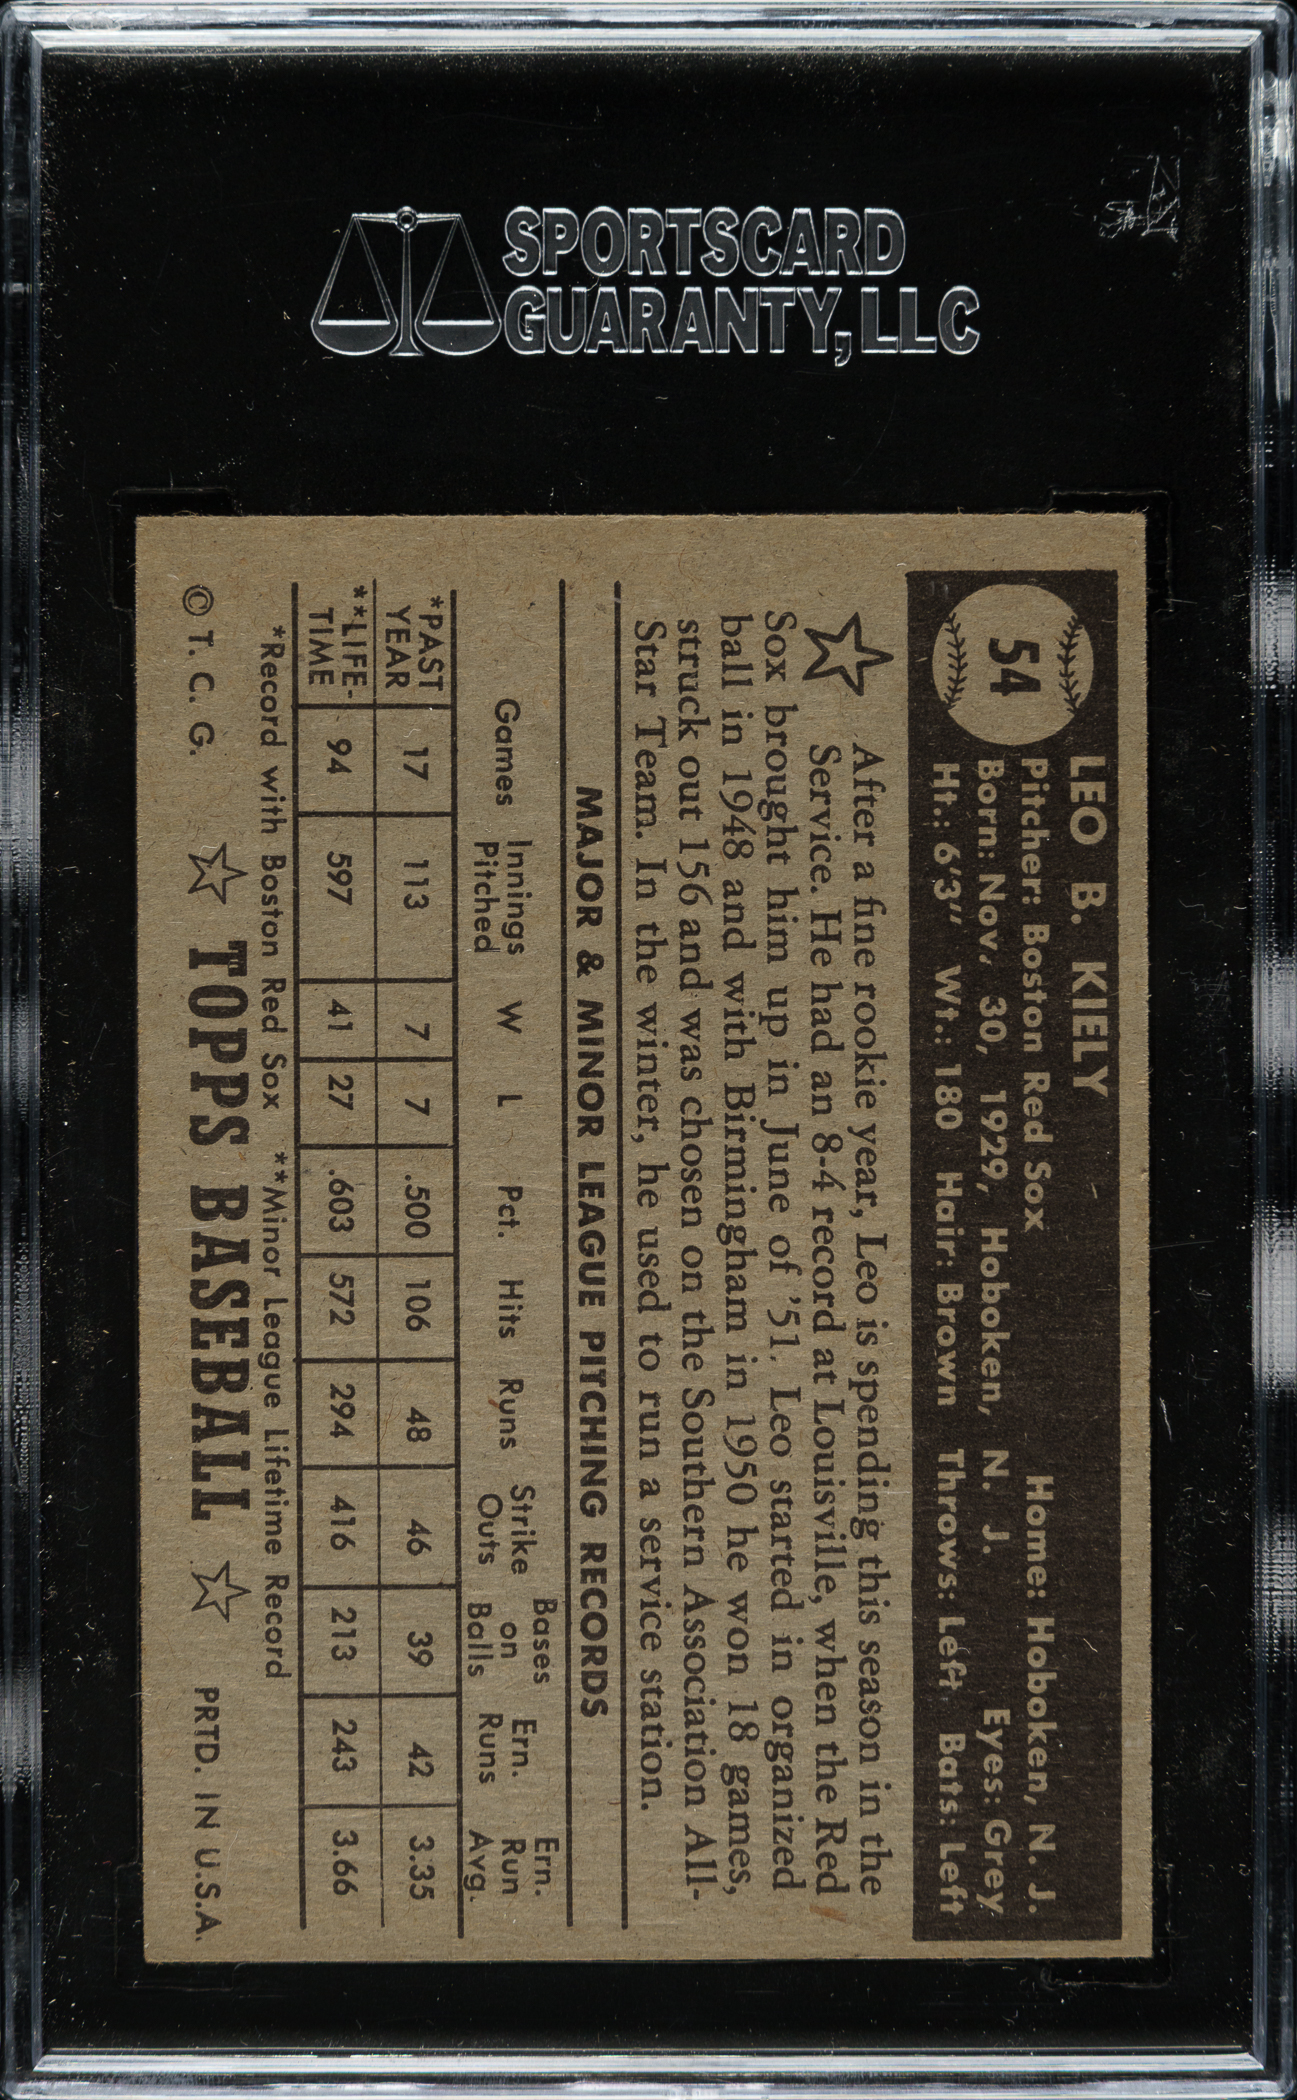 SPORTSCARD
GUARANTY, LLC
54
LEO B. KIELY
Pitcher: Boston Red Sox Home: Hoboken, N. J.
Born: Nov. 30, 1929, Hoboken, N. J. Eyes: Grey
Ht.: 6'3" Wt.: 180 Hair: Brown Throws: Left Bats: Left
After a fine rookie year, Leo is spending this season in the
Service. He had an 8-4 record at Louisville, when the Red
Sox brought him up in June of '51. Leo started in organized
ball in 1948 and with Birmingham in 1950 he won 18 games,
struck out 156 and was chosen on the Southern Association All-
Star Team. In the winter, he used to run a service station.
MAJOR & MINOR LEAGUE PITCHING RECORDS
Games Innings Pitched W L Pct. Hits Runs Strike Outs Bases on Balls Ern. Runs Ern. Run Avg.
*PAST YEAR 17 113 7 7 .500 106 48 46 39 42 3.35
**LIFE-TIME 94 597 41 27 .603 572 294 416 213 243 3.66
*Record with Boston Red Sox **Minor League Lifetime Record
© T. C. G. ☆ TOPPS BASEBALL ☆ PRTD. IN U.S.A.